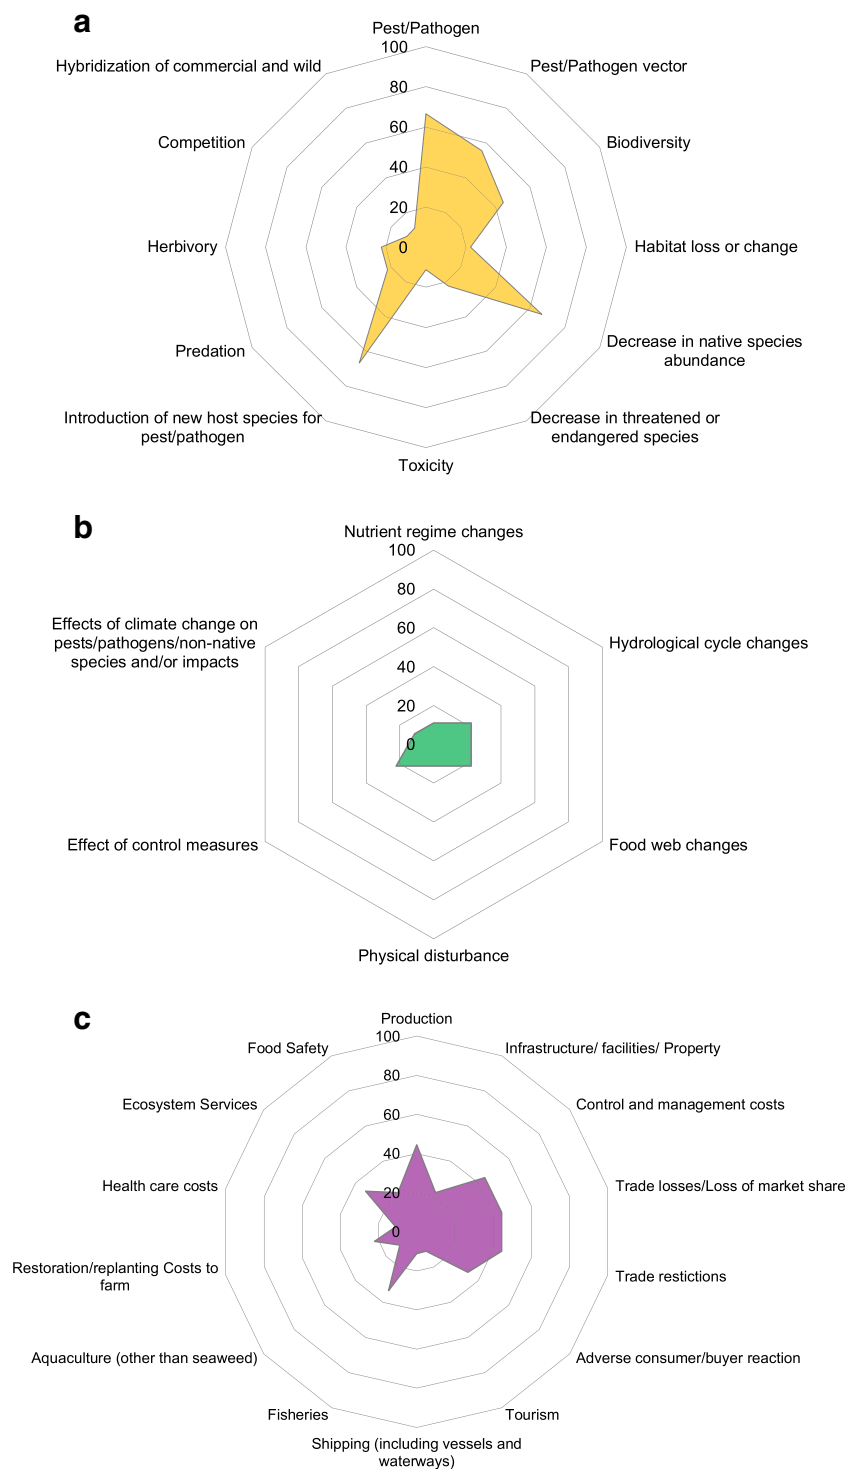 a
Pest/Pathogen
100
Hybridization of commercial and wild
Pest/Pathogen vector
80
60
Competition
Biodiversity
40
20
Herbivory
0
Habitat loss or change
Predation
Decrease in native species
abundance
Introduction of new host species for
pest/pathogen
Decrease in threatened or
endangered species
Toxicity
b
Nutrient regime changes
100
80
Effects of climate change on
pests/pathogens/non-native
species and/or impacts
60
Hydrological cycle changes
40
20
0
Effect of control measures
Food web changes
Physical disturbance
c
Production
100
Food Safety
Infrastructure/ facilities/ Property
80
Ecosystem Services
Control and management costs
60
40
Health care costs
Trade losses/Loss of market share
20
0
Restoration/replanting Costs to
farm
Trade restictions
Aquaculture (other than seaweed)
Adverse consumer/buyer reaction
Fisheries
Tourism
Shipping (including vessels and
waterways)